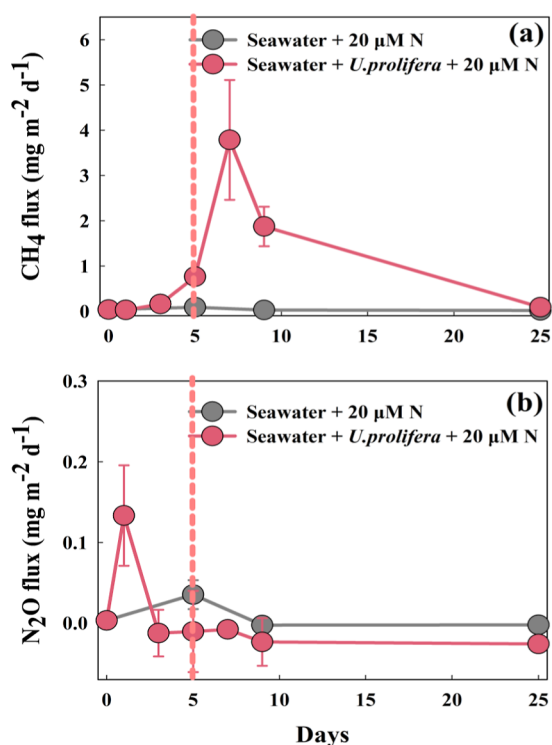 (a)
Seawater + 20 μM N
Seawater + U.prolifera + 20 μM N
CH₄ flux (mg m⁻² d⁻¹)
6
5
4
3
2
1
0
0 5 10 15 20 25
(b)
Seawater + 20 μM N
Seawater + U.prolifera + 20 μM N
N₂O flux (mg m⁻² d⁻¹)
0.3
0.2
0.1
0.0
0 5 10 15 20 25
Days